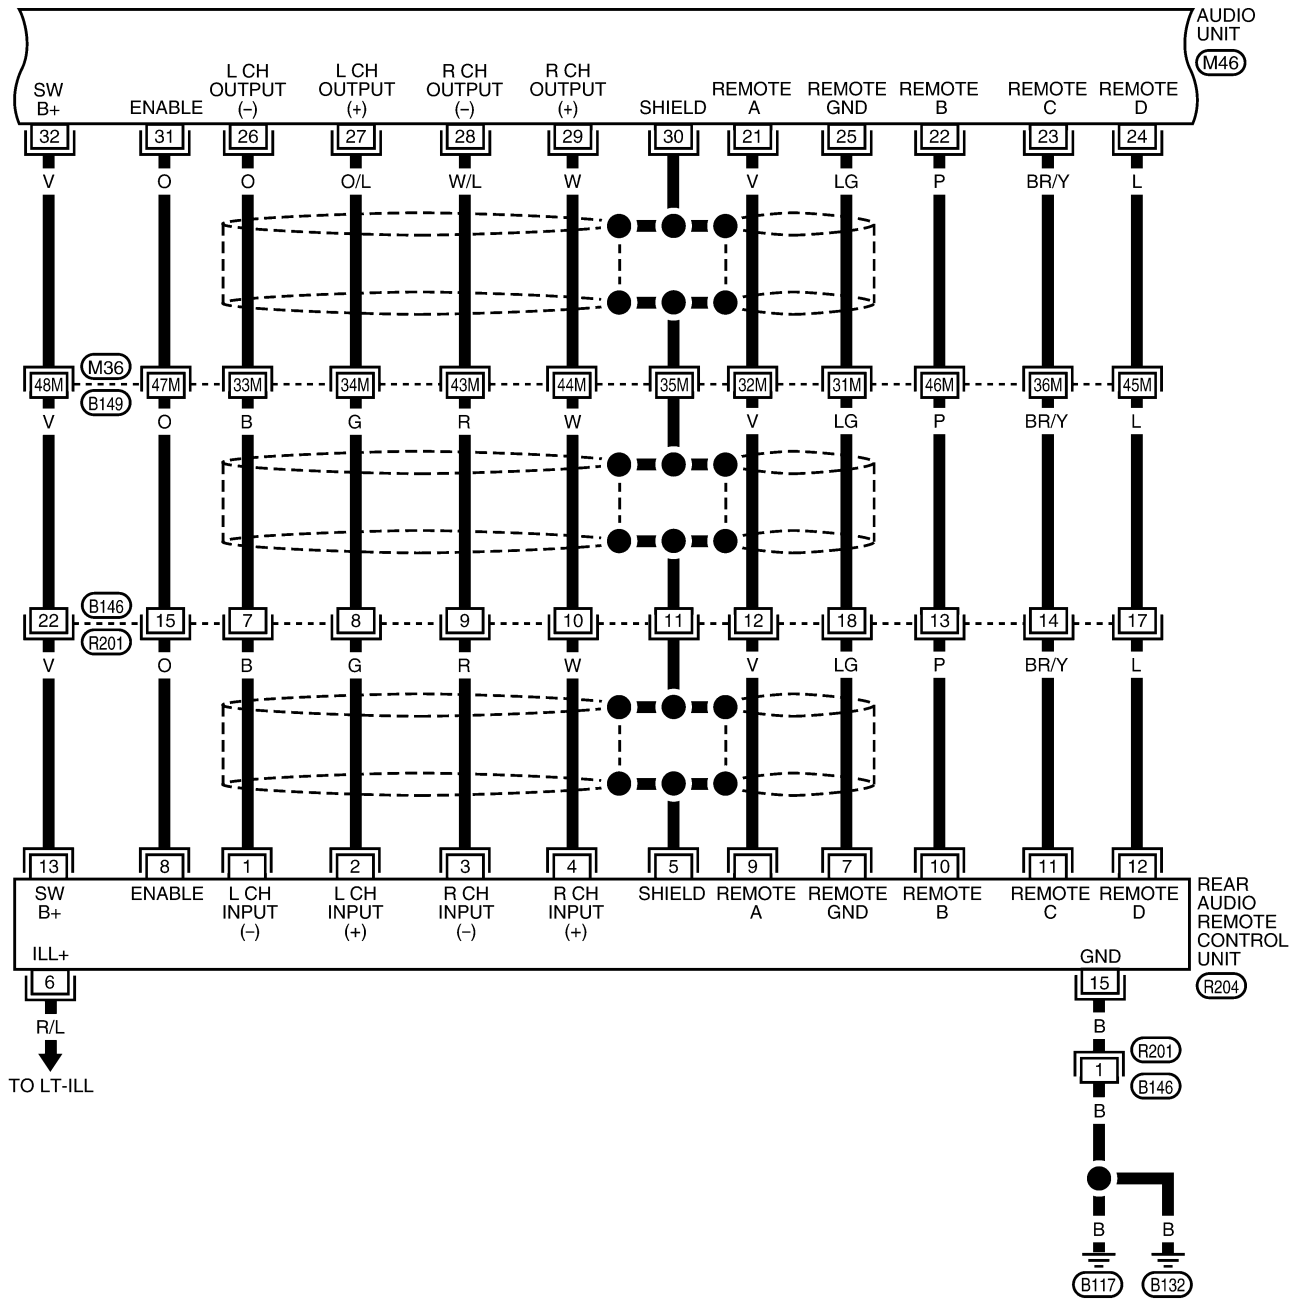 AUDIO
UNIT
M46
SW
B+
ENABLE
L CH
OUTPUT
(–)
L CH
OUTPUT
(+)
R CH
OUTPUT
(–)
R CH
OUTPUT
(+)
SHIELD
REMOTE
A
REMOTE
GND
REMOTE
B
REMOTE
C
REMOTE
D
32 31 26 27 28 29 30 21 25 22 23 24
V O O O/L W/L W V LG P BR/Y L
M36
48M 47M 33M 34M 43M 44M 35M 32M 31M 46M 36M 45M
B149
V O B G R W V LG P BR/Y L
B146
22 15 7 8 9 10 11 12 18 13 14 17
R201
V O B G R W V LG P BR/Y L
13 8 1 2 3 4 5 9 7 10 11 12
SW
B+
ENABLE
L CH
INPUT
(–)
L CH
INPUT
(+)
R CH
INPUT
(–)
R CH
INPUT
(+)
SHIELD
REMOTE
A
REMOTE
GND
REMOTE
B
REMOTE
C
REMOTE
D
REAR
AUDIO
REMOTE
CONTROL
UNIT
R204
ILL+
GND
6
15
R/L
B
TO LT-ILL
R201
1
B146
B
B B
B117 B132